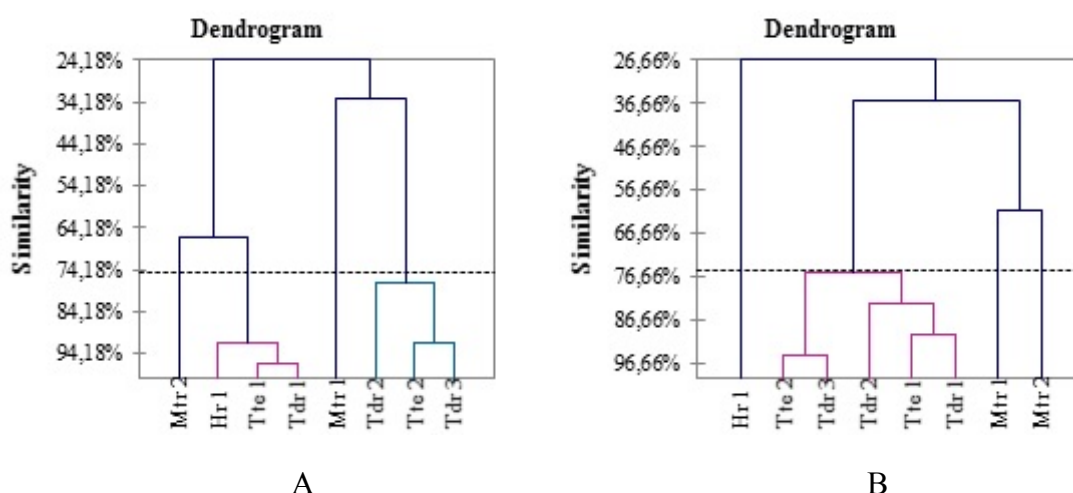 Dendrogram
Similarity
24,18%
34,18%
44,18%
54,18%
64,18%
74,18%
84,18%
94,18%
Mtr 2
Hr 1
Tte 1
Tdr 1
Mtr 1
Tdr 2
Tte 2
Tdr 3
A
Dendrogram
Similarity
26,66%
36,66%
46,66%
56,66%
66,66%
76,66%
86,66%
96,66%
Hr 1
Tte 2
Tdr 3
Tdr 2
Tte 1
Tdr 1
Mtr 1
Mtr 2
B